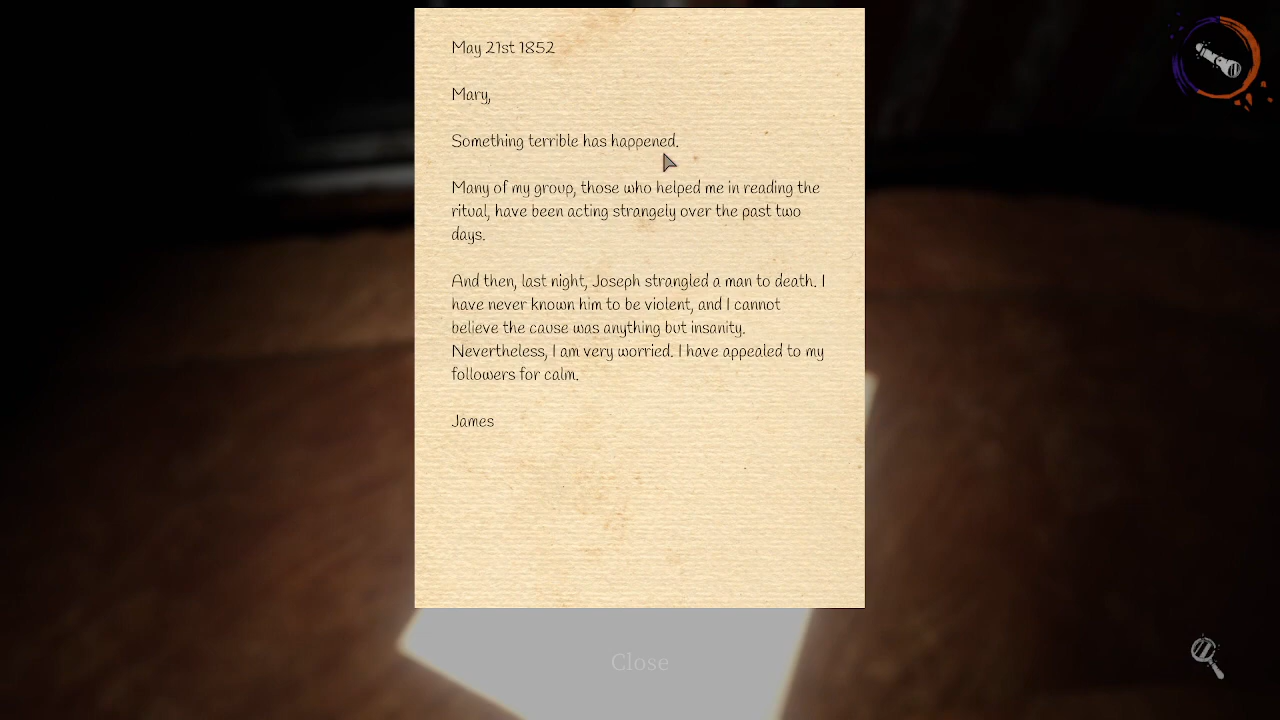 May 21st 1852
Mary,
Something terrible has happened.
Many of my group, those who helped me in reading the
ritual, have been acting strangely over the past two
days.
And then, last night, Joseph strangled a man to death. I
have never known him to be violent, and I cannot
believe the cause was anything but insanity.
Nevertheless, I am very worried. I have appealed to my
followers for calm.
James
Close